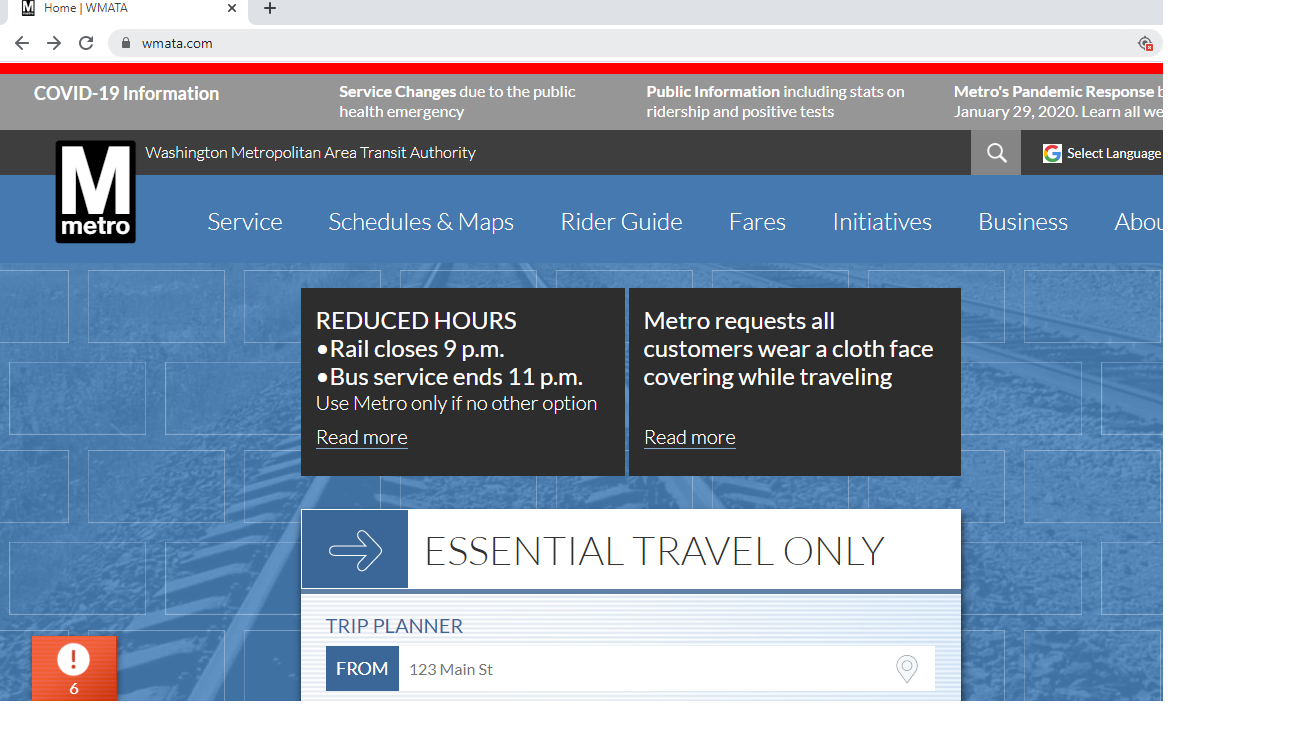 Home | WMATA
wmata.com
COVID-19 Information
Service Changes due to the public
health emergency
Public Information including stats on
ridership and positive tests
Metro's Pandemic Response
January 29, 2020. Learn all we
M
metro
Washington Metropolitan Area Transit Authority
G Select Language
Service
Schedules & Maps
Rider Guide
Fares
Initiatives
Business
Abou
REDUCED HOURS
•Rail closes 9 p.m.
•Bus service ends 11 p.m.
Use Metro only if no other option
Read more
Metro requests all
customers wear a cloth face
covering while traveling
Read more
ESSENTIAL TRAVEL ONLY
TRIP PLANNER
FROM 123 Main St
!
6